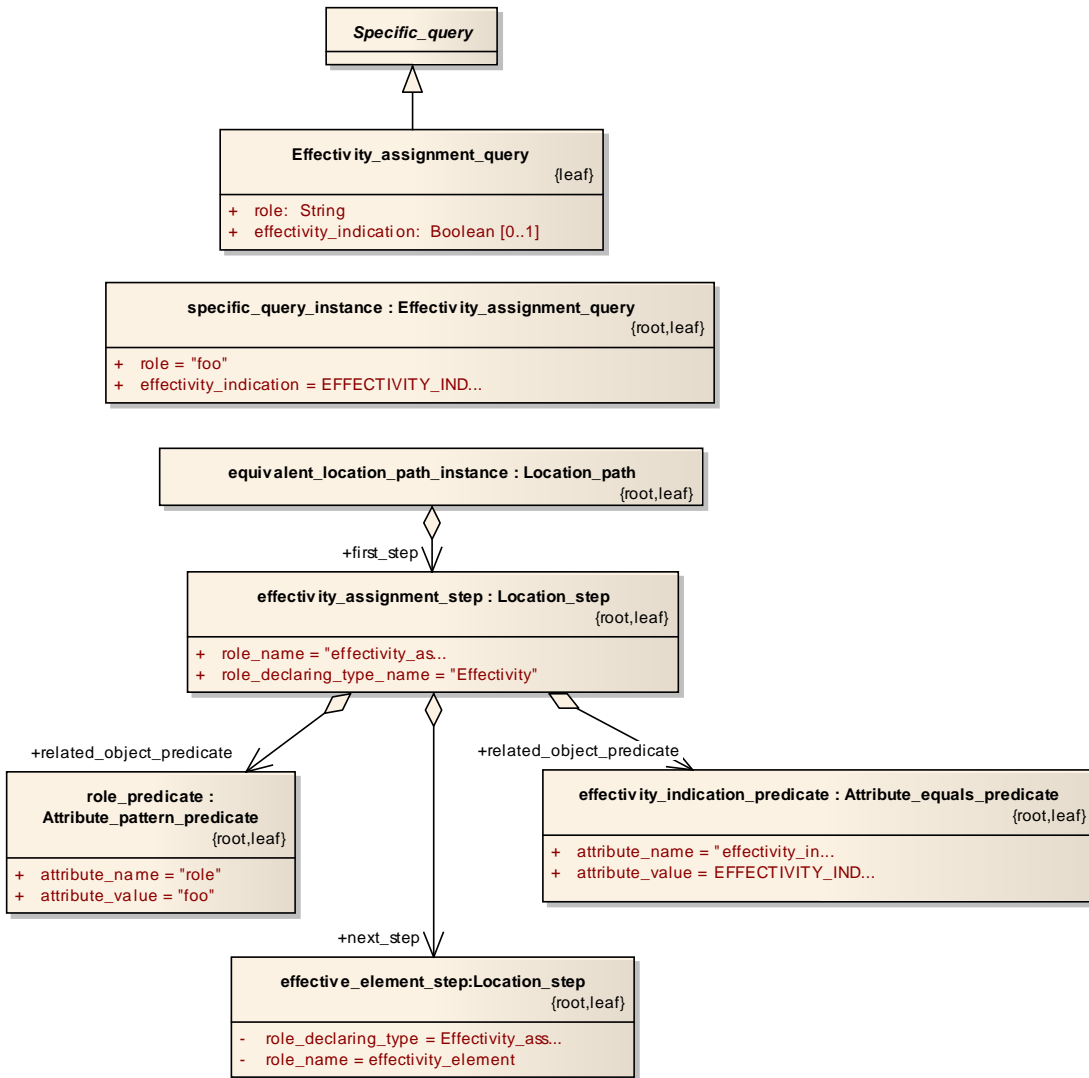 Specific_query
Effectivity_assignment_query
{leaf}
+ role: String
+ effectivity_indication: Boolean [0..1]
specific_query_instance : Effectivity_assignment_query
{root,leaf}
+ role = "foo"
+ effectivity_indication = EFFECTIVITY_IND...
equivalent_location_path_instance : Location_path
{root,leaf}
+first_step
effectivity_assignment_step : Location_step
{root,leaf}
+ role_name = "effectivity_as...
+ role_declaring_type_name = "Effectivity"
+related_object_predicate
+related_object_predicate
role_predicate :
Attribute_pattern_predicate
{root,leaf}
+ attribute_name = "role"
+ attribute_value = "foo"
effectivity_indication_predicate : Attribute_equals_predicate
{root,leaf}
+ attribute_name = "effectivity_in...
+ attribute_value = EFFECTIVITY_IND...
+next_step
effective_element_step:Location_step
{root,leaf}
- role_declaring_type = Effectivity_ass...
- role_name = effectivity_element